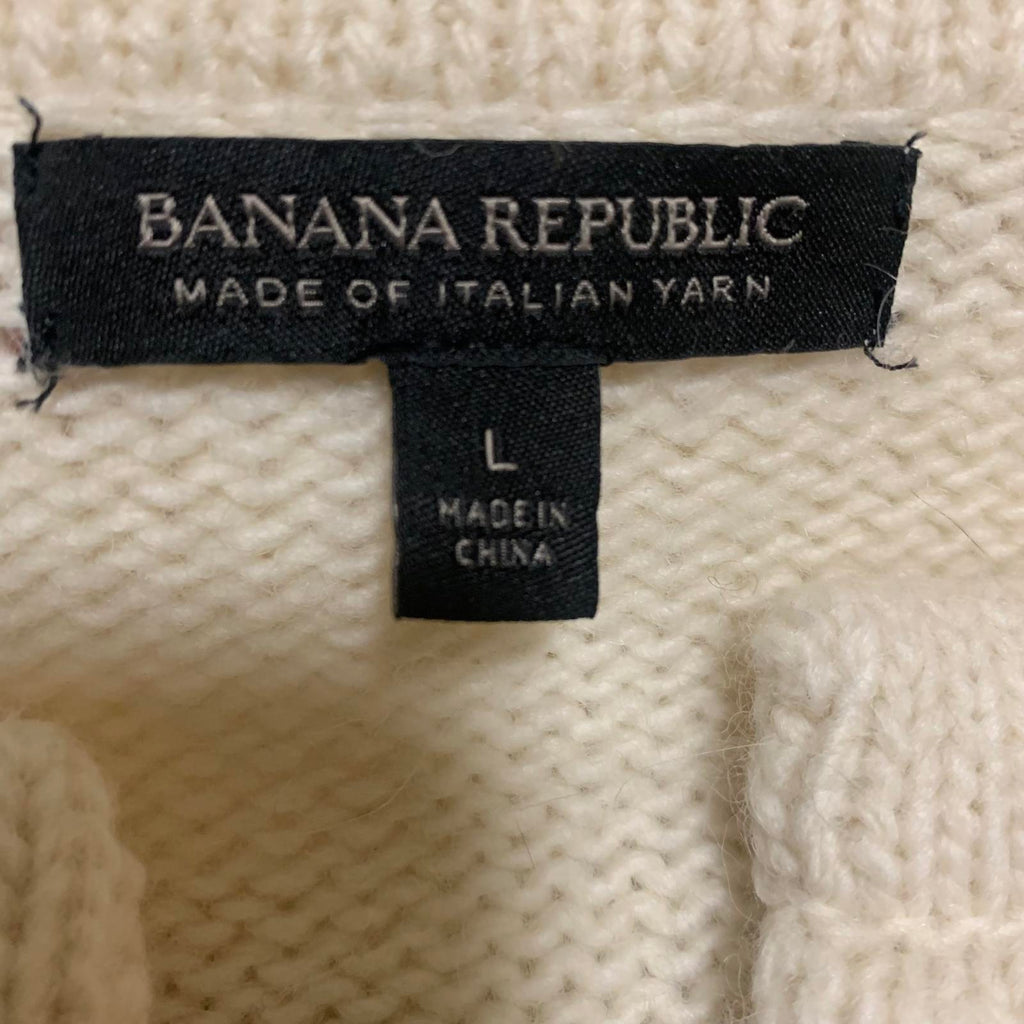 BANANA REPUBLIC
MADE OF ITALIAN YARN
L
MADE IN
CHINA